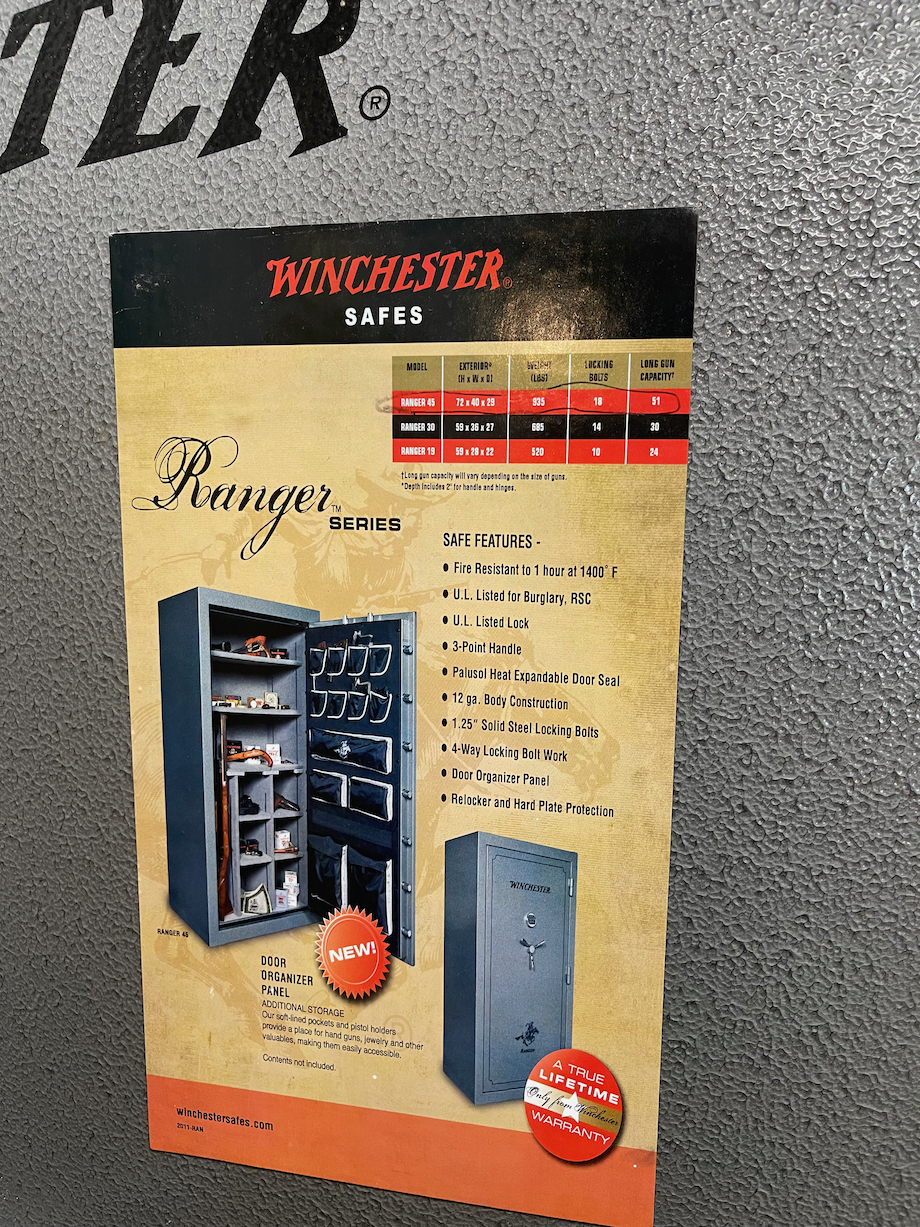 TER®
WINCHESTER®
SAFES
MODEL EXTERIOR* (H x W x D) WEIGHT (LBS) LOCKING BOLTS LONG GUN CAPACITY†
RANGER 45 72 x 40 x 29 935 18 51
RANGER 30 59 x 36 x 27 685 14 30
RANGER 19 59 x 28 x 22 520 10 24
†Long gun capacity will vary depending on the size of guns.
*Depth includes 2" for handle and hinges.
Ranger™
SERIES
SAFE FEATURES -
• Fire Resistant to 1 hour at 1400° F
• U.L. Listed for Burglary, RSC
• U.L. Listed Lock
• 3-Point Handle
• Palusol Heat Expandable Door Seal
• 12 ga. Body Construction
• 1.25" Solid Steel Locking Bolts
• 4-Way Locking Bolt Work
• Door Organizer Panel
• Relocker and Hard Plate Protection
RANGER 45
NEW!
DOOR
ORGANIZER
PANEL
ADDITIONAL STORAGE
Our soft-lined pockets and pistol holders
provide a place for hand guns, jewelry and other
valuables, making them easily accessible.
Contents not included.
WINCHESTER
RANGER
A TRUE
LIFETIME
Only from Winchester
WARRANTY
winchestersafes.com
2011-RAN